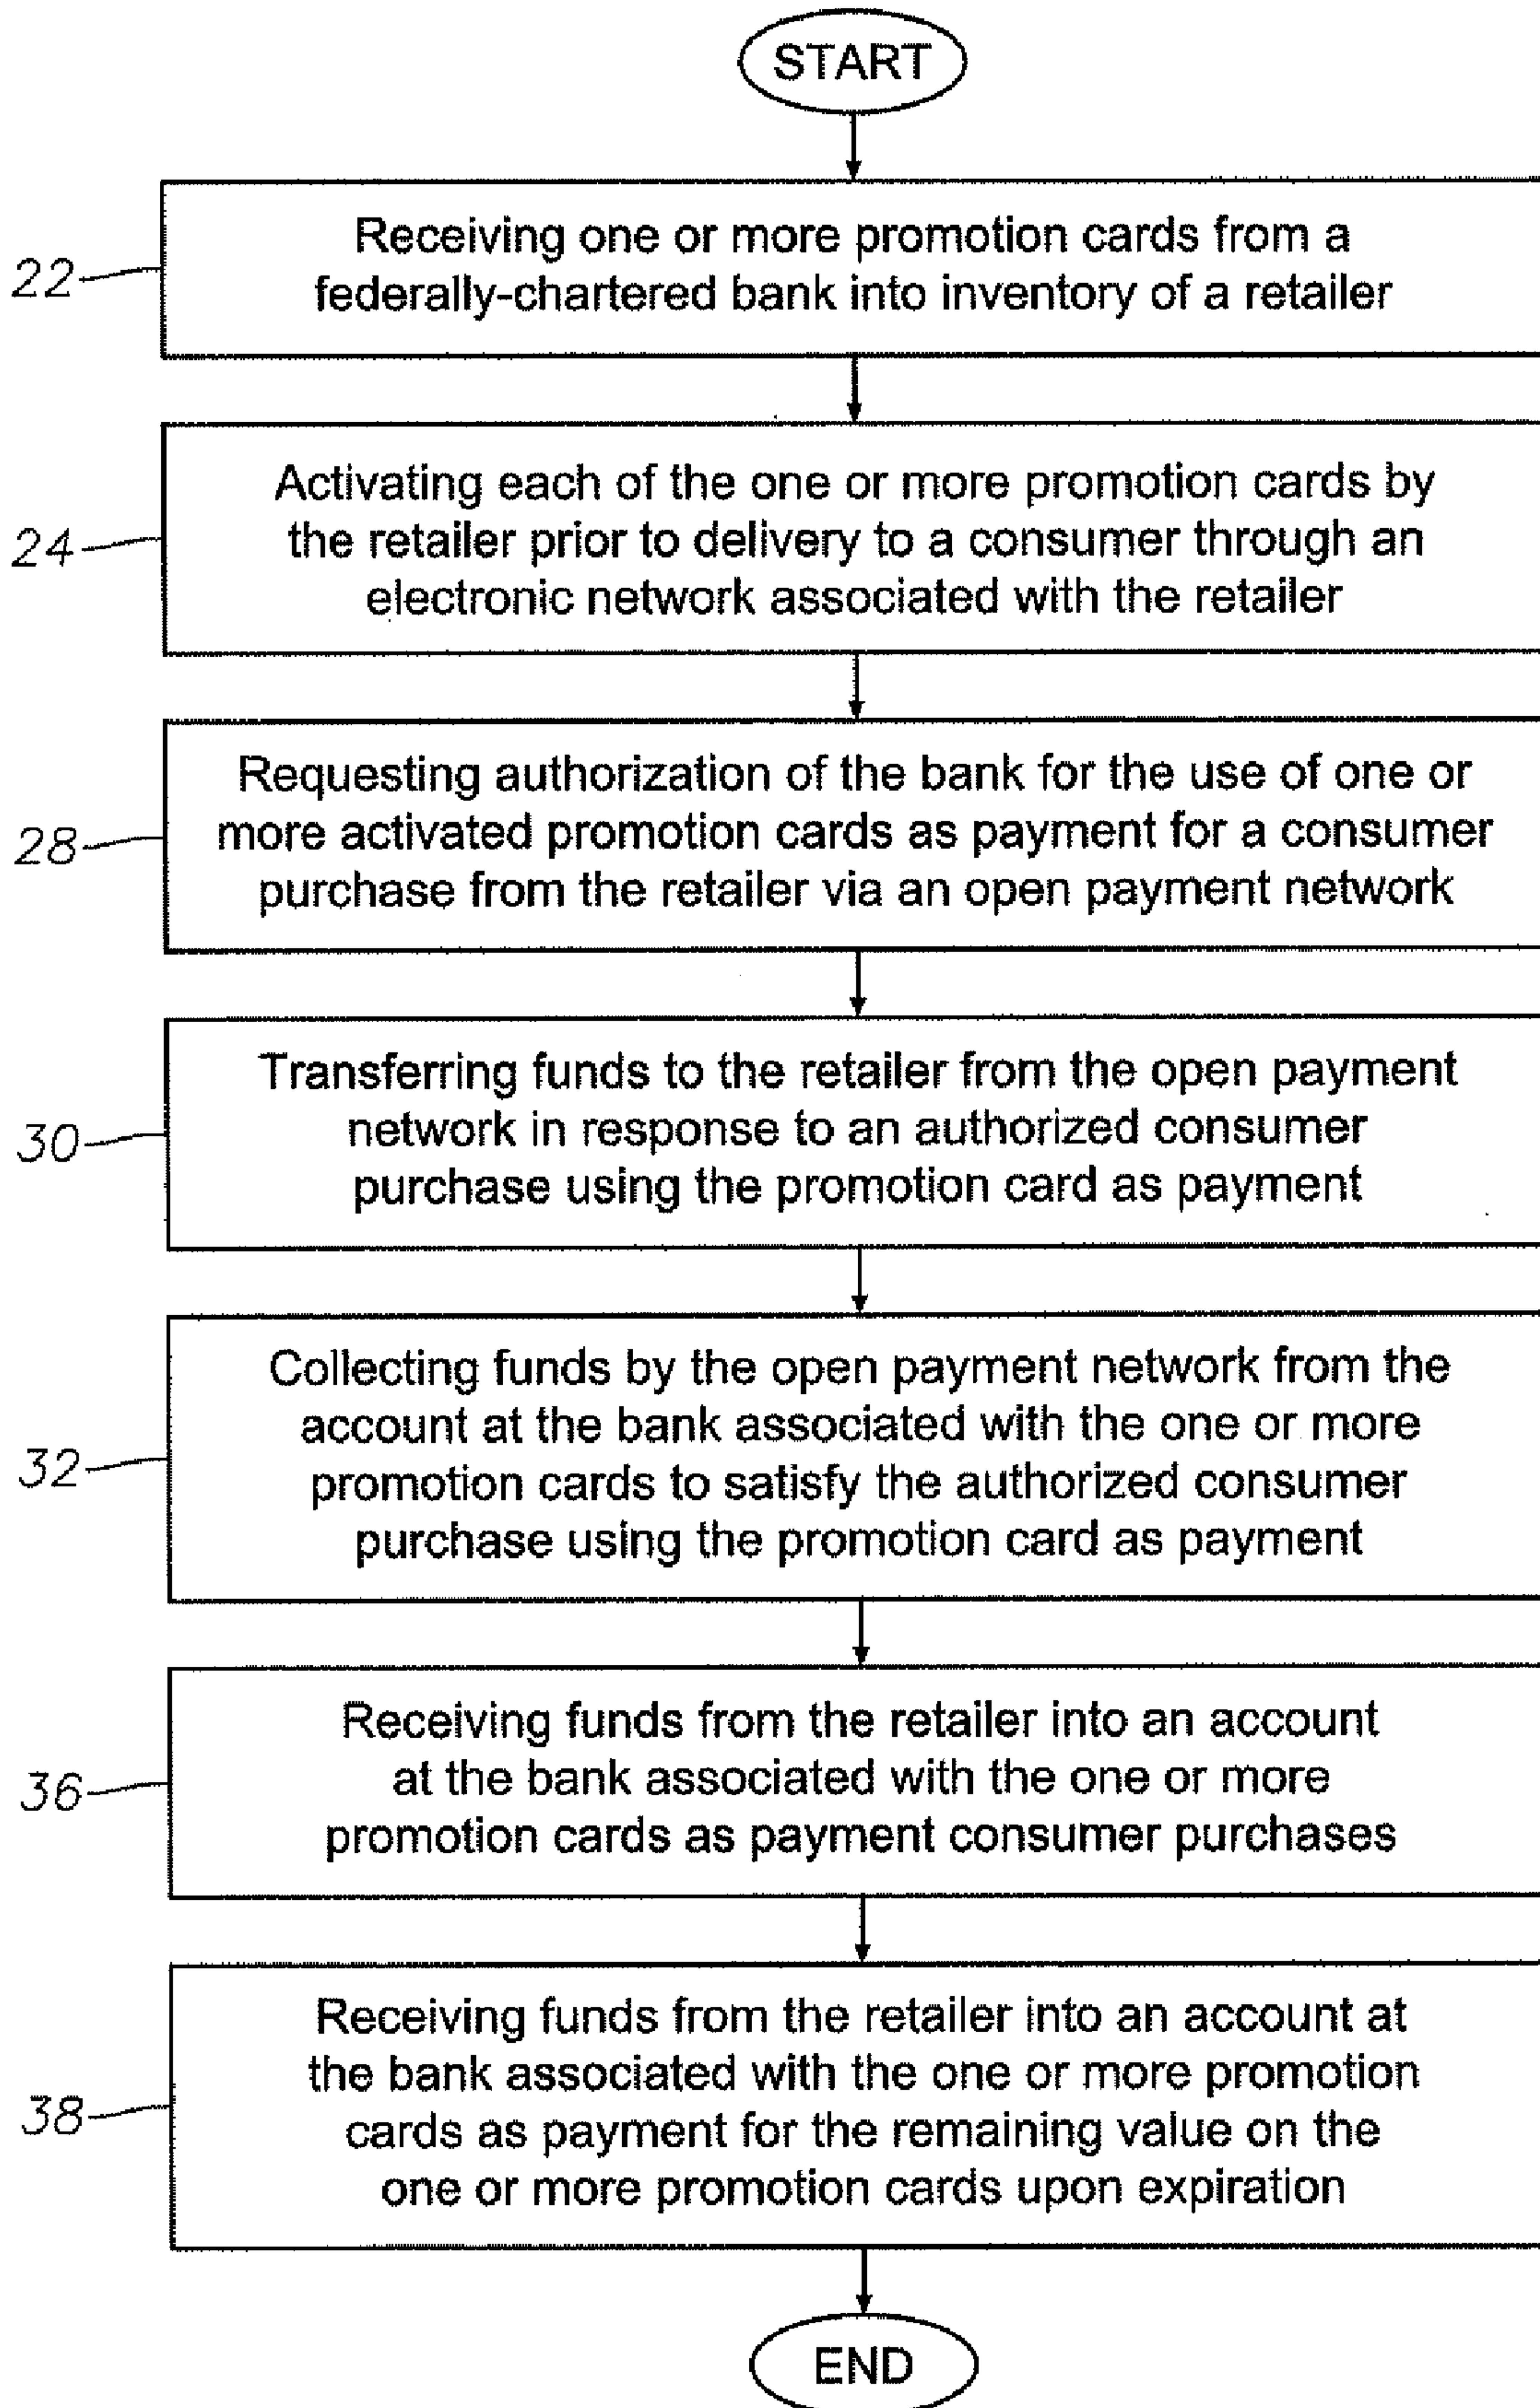 START
22
Receiving one or more promotion cards from a
federally-chartered bank into inventory of a retailer
24
Activating each of the one or more promotion cards by
the retailer prior to delivery to a consumer through an
electronic network associated with the retailer
28
Requesting authorization of the bank for the use of one or
more activated promotion cards as payment for a consumer
purchase from the retailer via an open payment network
30
Transferring funds to the retailer from the open payment
network in response to an authorized consumer
purchase using the promotion card as payment
32
Collecting funds by the open payment network from the
account at the bank associated with the one or more
promotion cards to satisfy the authorized consumer
purchase using the promotion card as payment
36
Receiving funds from the retailer into an account
at the bank associated with the one or more
promotion cards as payment consumer purchases
38
Receiving funds from the retailer into an account at
the bank associated with the one or more promotion
cards as payment for the remaining value on the
one or more promotion cards upon expiration
END